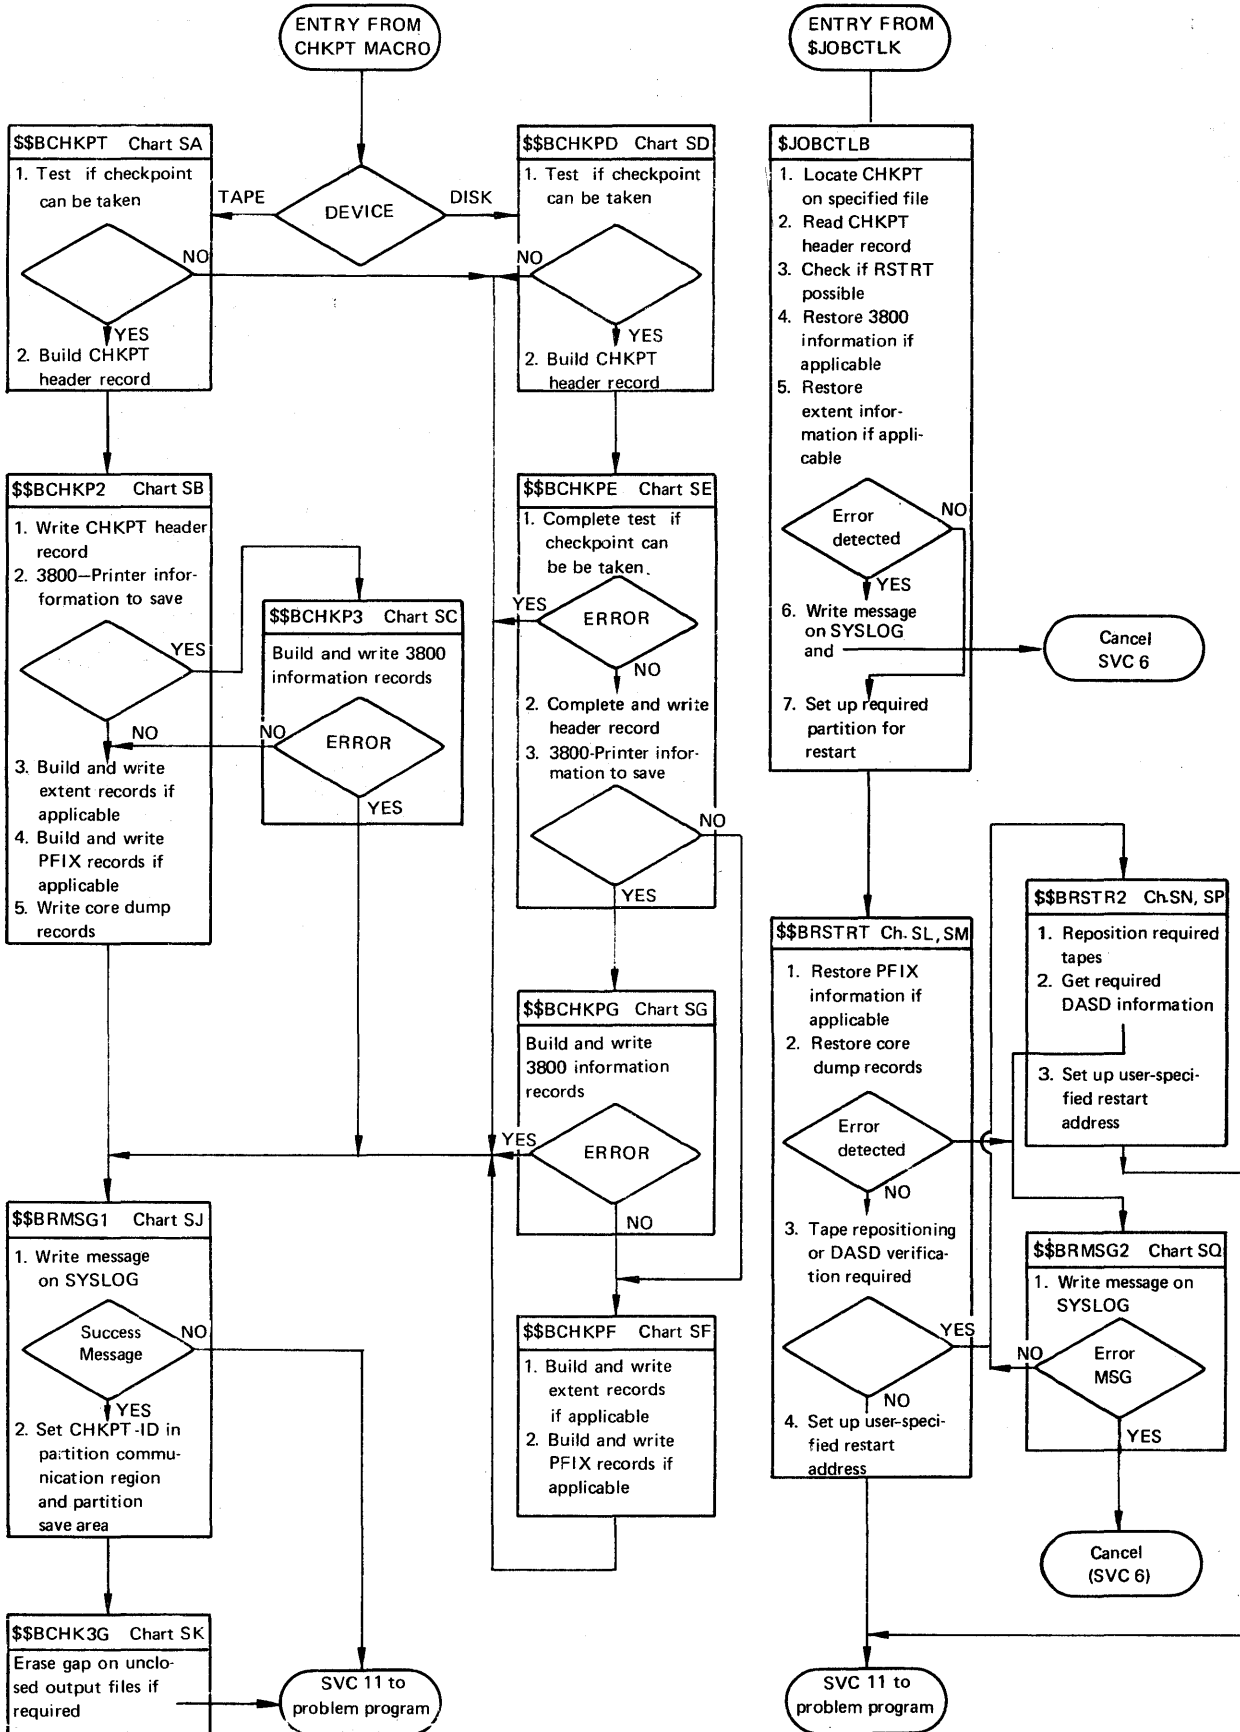 ENTRY FROM
CHKPT MACRO
DEVICE
TAPE
DISK
$$BCHKPT Chart SA
1. Test if checkpoint
can be taken
NO
YES
2. Build CHKPT
header record
$$BCHKP2 Chart SB
1. Write CHKPT header
record
2. 3800—Printer infor-
formation to save
YES
NO
3. Build and write
extent records if
applicable
4. Build and write
PFIX records if
applicable
5. Write core dump
records
$$BCHKP3 Chart SC
Build and write 3800
information records
NO
ERROR
YES
$$BRMSG1 Chart SJ
1. Write message
on SYSLOG
Success
Message
NO
YES
2. Set CHKPT-ID in
partition commu-
nication region
and partition
save area
$$BCHK3G Chart SK
Erase gap on unclo-
sed output files if
required
SVC 11 to
problem program
$$BCHKPD Chart SD
1. Test if checkpoint
can be taken
NO
YES
2. Build CHKPT
header record
$$BCHKPE Chart SE
1. Complete test if
checkpoint can
be be taken.
YES
ERROR
NO
2. Complete and write
header record
3. 3800-Printer infor-
mation to save
NO
YES
$$BCHKPG Chart SG
Build and write
3800 information
records
YES
ERROR
NO
$$BCHKPF Chart SF
1. Build and write
extent records
if applicable
2. Build and write
PFIX records if
applicable
ENTRY FROM
$JOBCTLK
$JOBCTLB
1. Locate CHKPT
on specified file
2. Read CHKPT
header record
3. Check if RSTRT
possible
4. Restore 3800
information if
applicable
5. Restore
extent infor-
mation if appli-
cable
Error
detected
NO
YES
6. Write message
on SYSLOG
and
Cancel
SVC 6
7. Set up required
partition for
restart
$$BRSTRT Ch. SL, SM
1. Restore PFIX
information if
applicable
2. Restore core
dump records
Error
detected
NO
3. Tape repositioning
or DASD verifica-
tion required
YES
NO
4. Set up user-speci-
fied restart
address
$$BRSTR2 Ch.SN, SP
1. Reposition required
tapes
2. Get required
DASD information
3. Set up user-speci-
fied restart
address
$$BRMSG2 Chart SQ
1. Write message on
SYSLOG
NO
Error
MSG
YES
Cancel
(SVC 6)
SVC 11 to
problem program